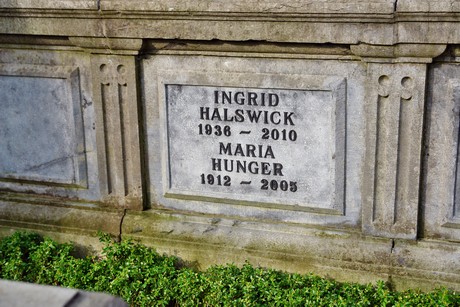 INGRID
HALSWICK
1936 - 2010
MARIA
HUNGER
1912 - 2005